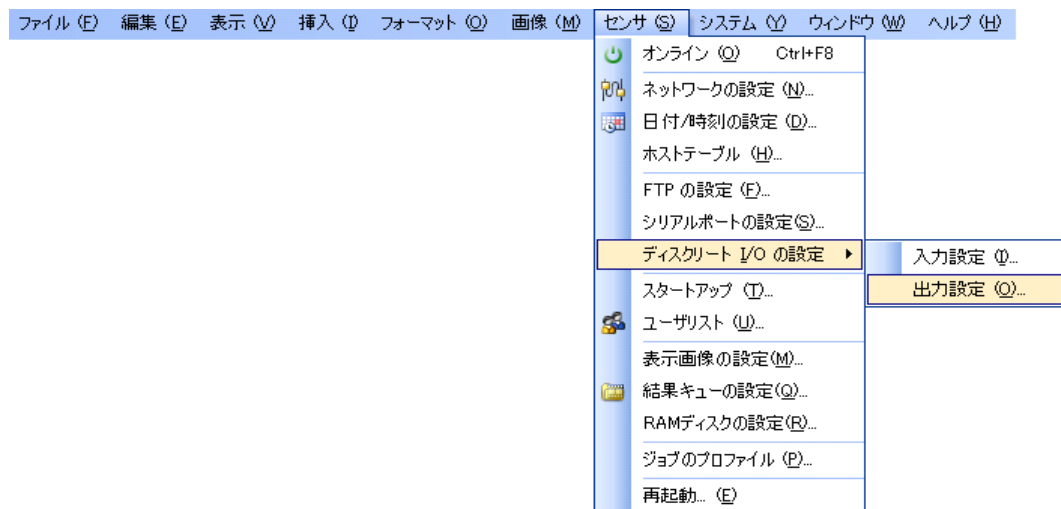 ファイル (F) 編集 (E) 表示 (V) 挿入 (I) フォーマット (O) 画像 (M) センサ (S) システム (Y) ウィンドウ (W) ヘルプ (H)
オンライン (O) Ctrl+F8
ネットワークの設定 (N)...
日付/時刻の設定 (D)...
ホストテーブル (H)...
FTP の設定 (F)...
シリアルポートの設定(S)...
ディスクリート I/O の設定
入力設定 (I)...
出力設定 (O)...
スタートアップ (T)...
ユーザリスト (U)...
表示画像の設定(M)...
結果キューの設定(Q)...
RAMディスクの設定(R)...
ジョブのプロファイル (P)...
再起動... (E)